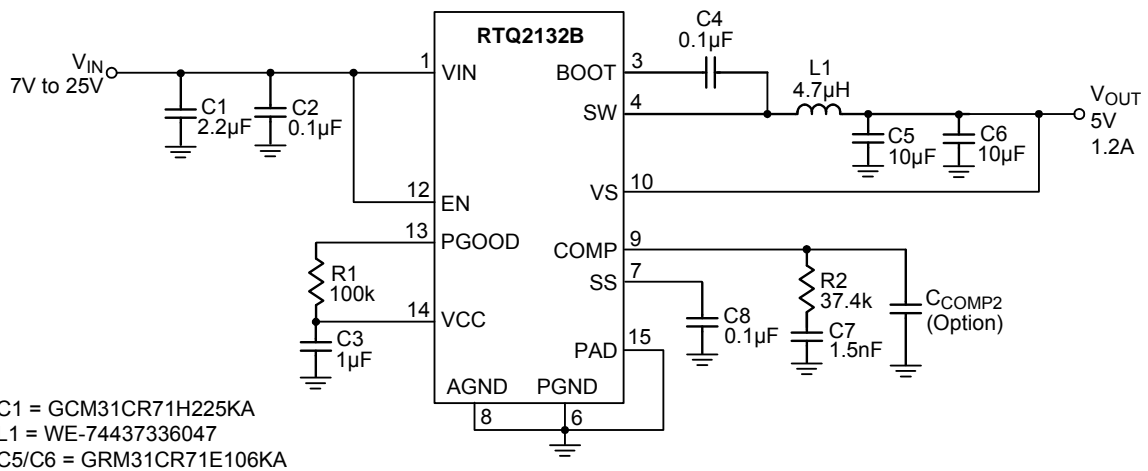 RTQ2132B
VIN
7V to 25V
C1
2.2µF
C2
0.1µF
1
VIN
12
EN
13
PGOOD
R1
100k
14
VCC
C3
1µF
BOOT
3
C4
0.1µF
SW
4
L1
4.7µH
VOUT
5V
1.2A
C5
10µF
C6
10µF
VS
10
COMP
9
R2
37.4k
C7
1.5nF
CCOMP2
(Option)
SS
7
C8
0.1µF
PAD
15
AGND
8
PGND
6
C1 = GCM31CR71H225KA
L1 = WE-74437336047
C5/C6 = GRM31CR71E106KA